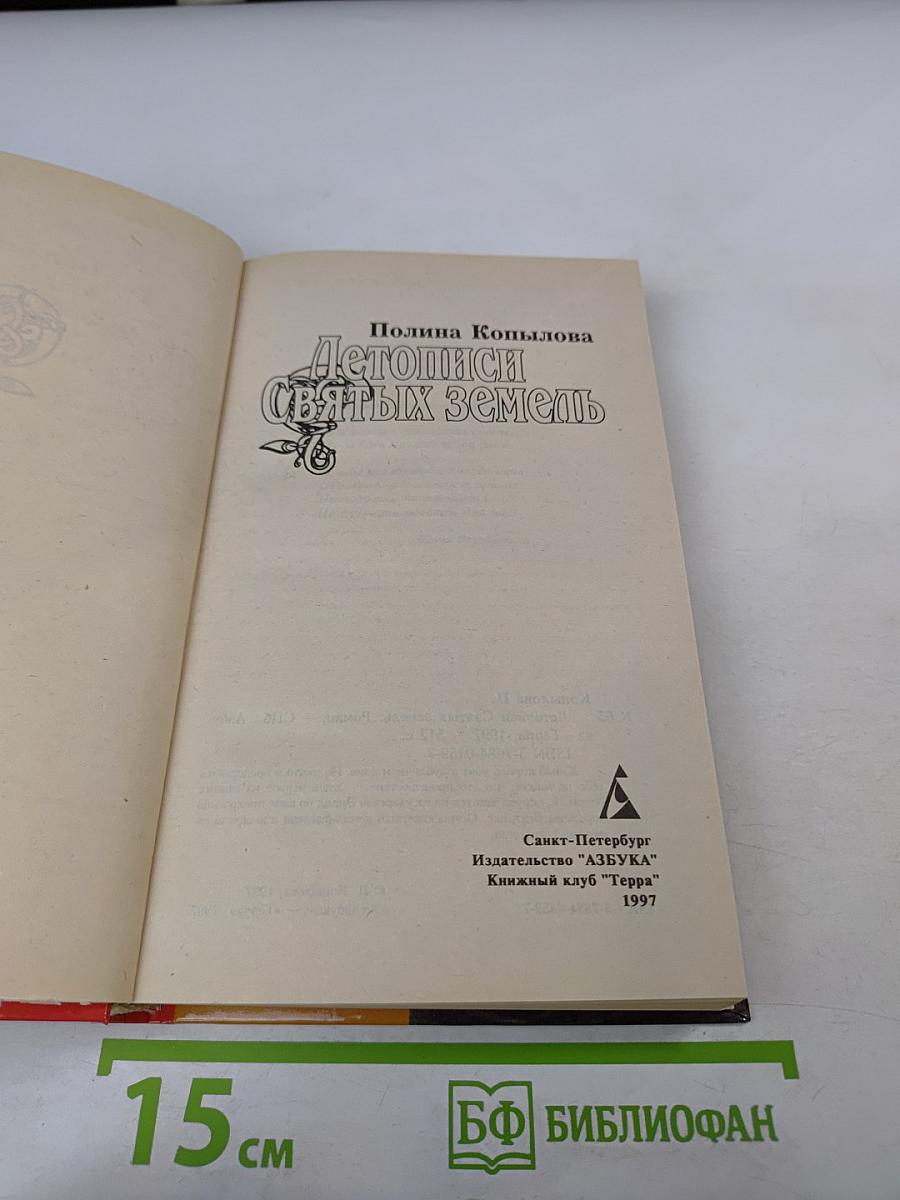 Полина Копылова
Летописи
Святых земель
Санкт-Петербург
Издательство "АЗБУКА"
Книжный клуб "Терра"
1997
15 см
БФ БИБЛИОФАН